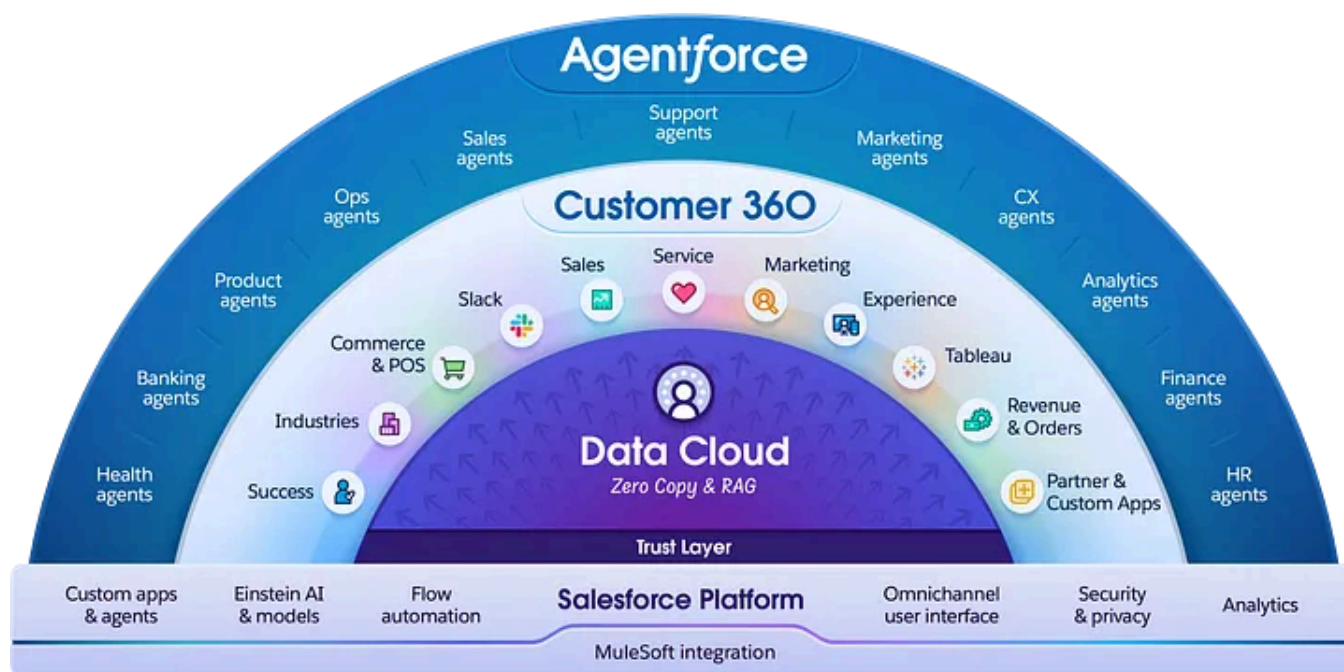 Agentforce
Health
agents
Banking
agents
Product
agents
Ops
agents
Sales
agents
Support
agents
Marketing
agents
CX
agents
Analytics
agents
Finance
agents
HR
agents
Customer 360
Success
Industries
Commerce
& POS
Slack
Sales
Service
Marketing
Experience
Tableau
Revenue
& Orders
Partner &
Custom Apps
Data Cloud
Zero Copy & RAG
Trust Layer
Custom apps
& agents
Einstein AI
& models
Flow
automation
Salesforce Platform
Omnichannel
user interface
Security
& privacy
Analytics
MuleSoft integration